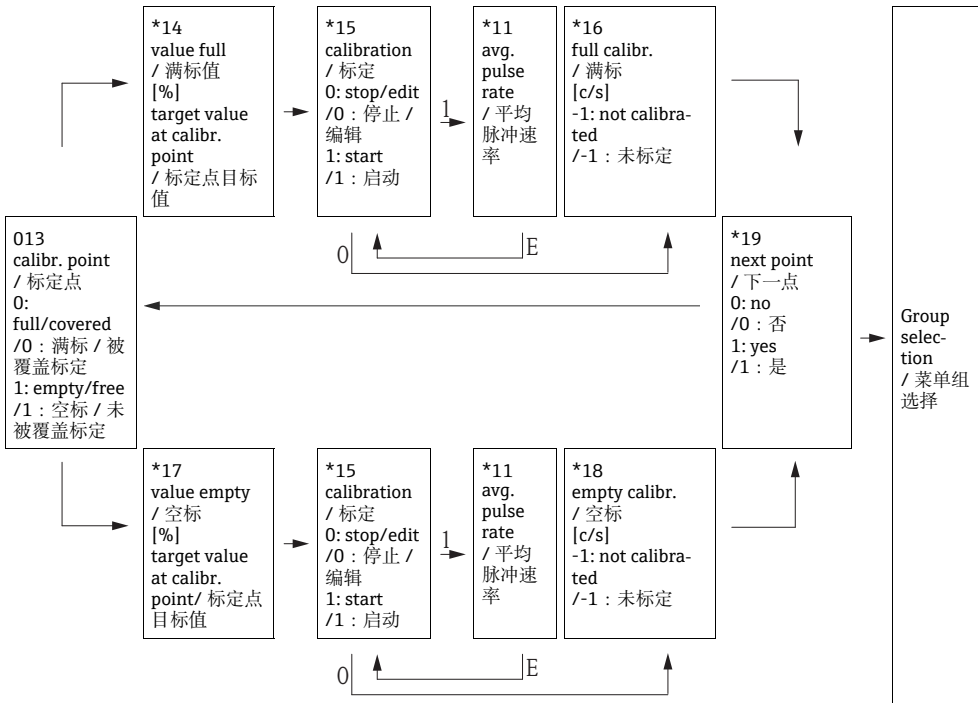 *14
value full
/ 满标值
[%]
target value
at calibr.
point
/ 标定点目标
值
*15
calibration
/ 标定
0: stop/edit
/0 : 停止 /
编辑
1: start
/1 : 启动
1
*11
avg.
pulse
rate
/ 平均
脉冲速
率
*16
full calibr.
/ 满标
[c/s]
-1: not calibra-
ted
/-1 : 未标定
0
E
013
calibr. point
/ 标定点
0:
full/covered
/0 : 满标 / 被
覆盖标定
1: empty/free
/1 : 空标 / 未
被覆盖标定
*19
next point
/ 下一点
0: no
/0 : 否
1: yes
/1 : 是
Group
selec-
tion
/ 菜单组
选择
*17
value empty
/ 空标
[%]
target value
at calibr.
point/ 标定点
目标值
*15
calibration
/ 标定
0: stop/edit
/0 : 停止 /
编辑
1: start
/1 : 启动
1
*11
avg.
pulse
rate
/ 平均
脉冲速
率
*18
empty calibr.
/ 空标
[c/s]
-1: not calibra-
ted
/-1 : 未标定
0
E